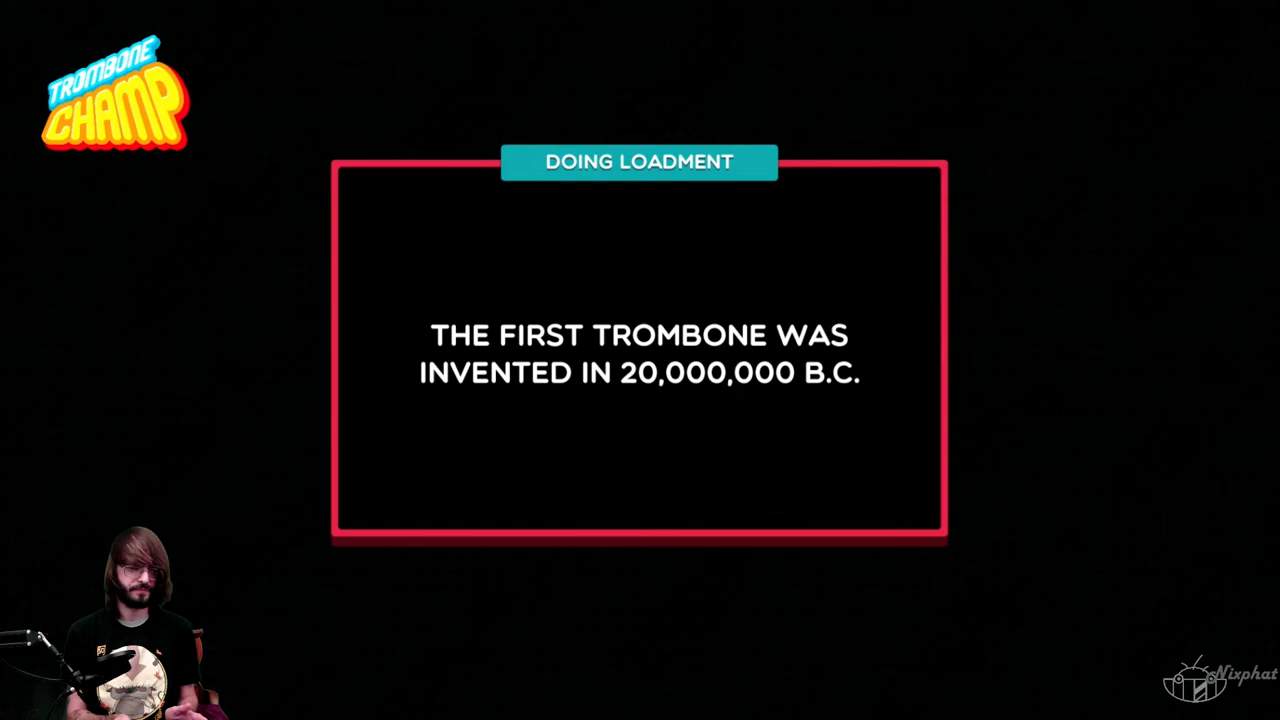 TROMBONE
CHAMP
DOING LOADMENT
THE FIRST TROMBONE WAS
INVENTED IN 20,000,000 B.C.
Nixphat